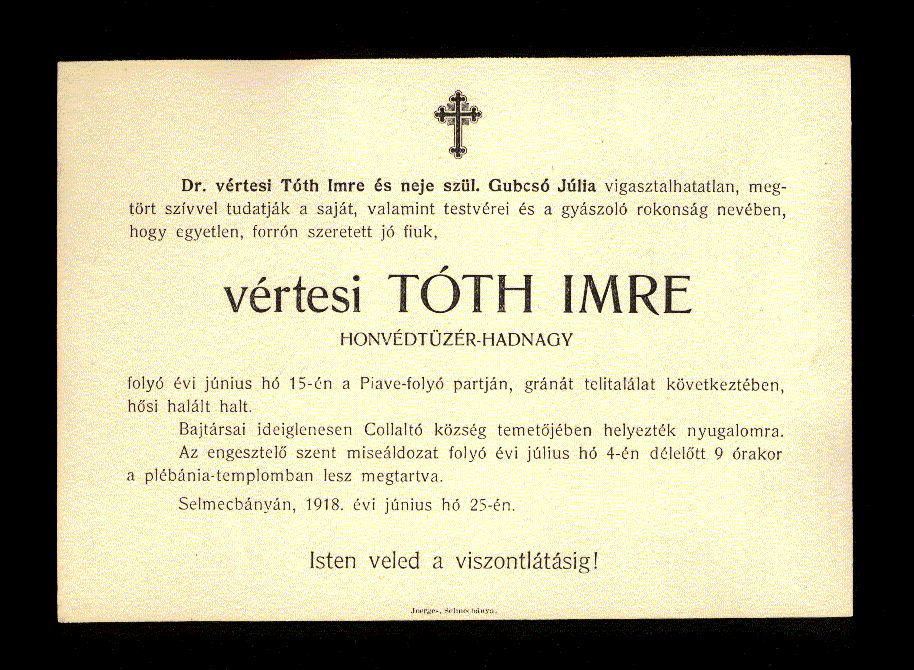 Dr. vértesi Tóth Imre és neje szül. Gubcsó Júlia vigasztalhatatlan, meg-
tört szívvel tudatják a saját, valamint testvérei és a gyászoló rokonság nevében,
hogy egyetlen, forrón szeretett jó fiuk,
vértesi TÓTH IMRE
HONVÉDTÜZÉR-HADNAGY
folyó évi június hó 15-én a Piave-folyó partján, gránát telitalálat következtében,
hősi halált halt.
Bajtársai ideiglenesen Collaltó község temetőjében helyezték nyugalomra.
Az engesztelő szent miseáldozat folyó évi július hó 4-én délelőtt 9 órakor
a plébánia-templomban lesz megtartva.
Selmecbányán, 1918. évi június hó 25-én.
Isten veled a viszontlátásig!
Joerges, Selmecbánya.